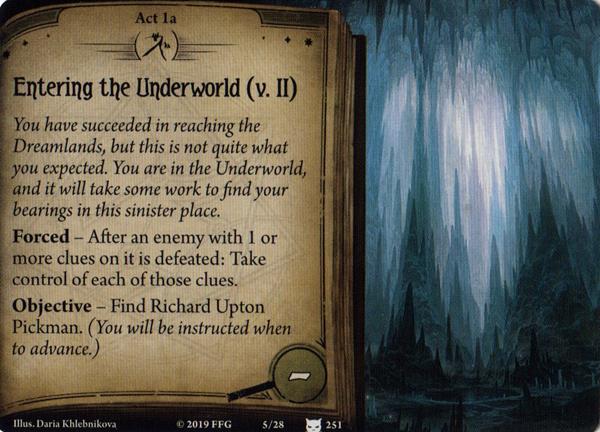 Act 1a
Entering the Underworld (v. II)
You have succeeded in reaching the
Dreamlands, but this is not quite what
you expected. You are in the Underworld,
and it will take some work to find your
bearings in this sinister place.
Forced – After an enemy with 1 or
more clues on it is defeated: Take
control of each of those clues.
Objective – Find Richard Upton
Pickman. (You will be instructed when
to advance.)
–
Illus. Daria Khlebnikova © 2019 FFG 5/28 251